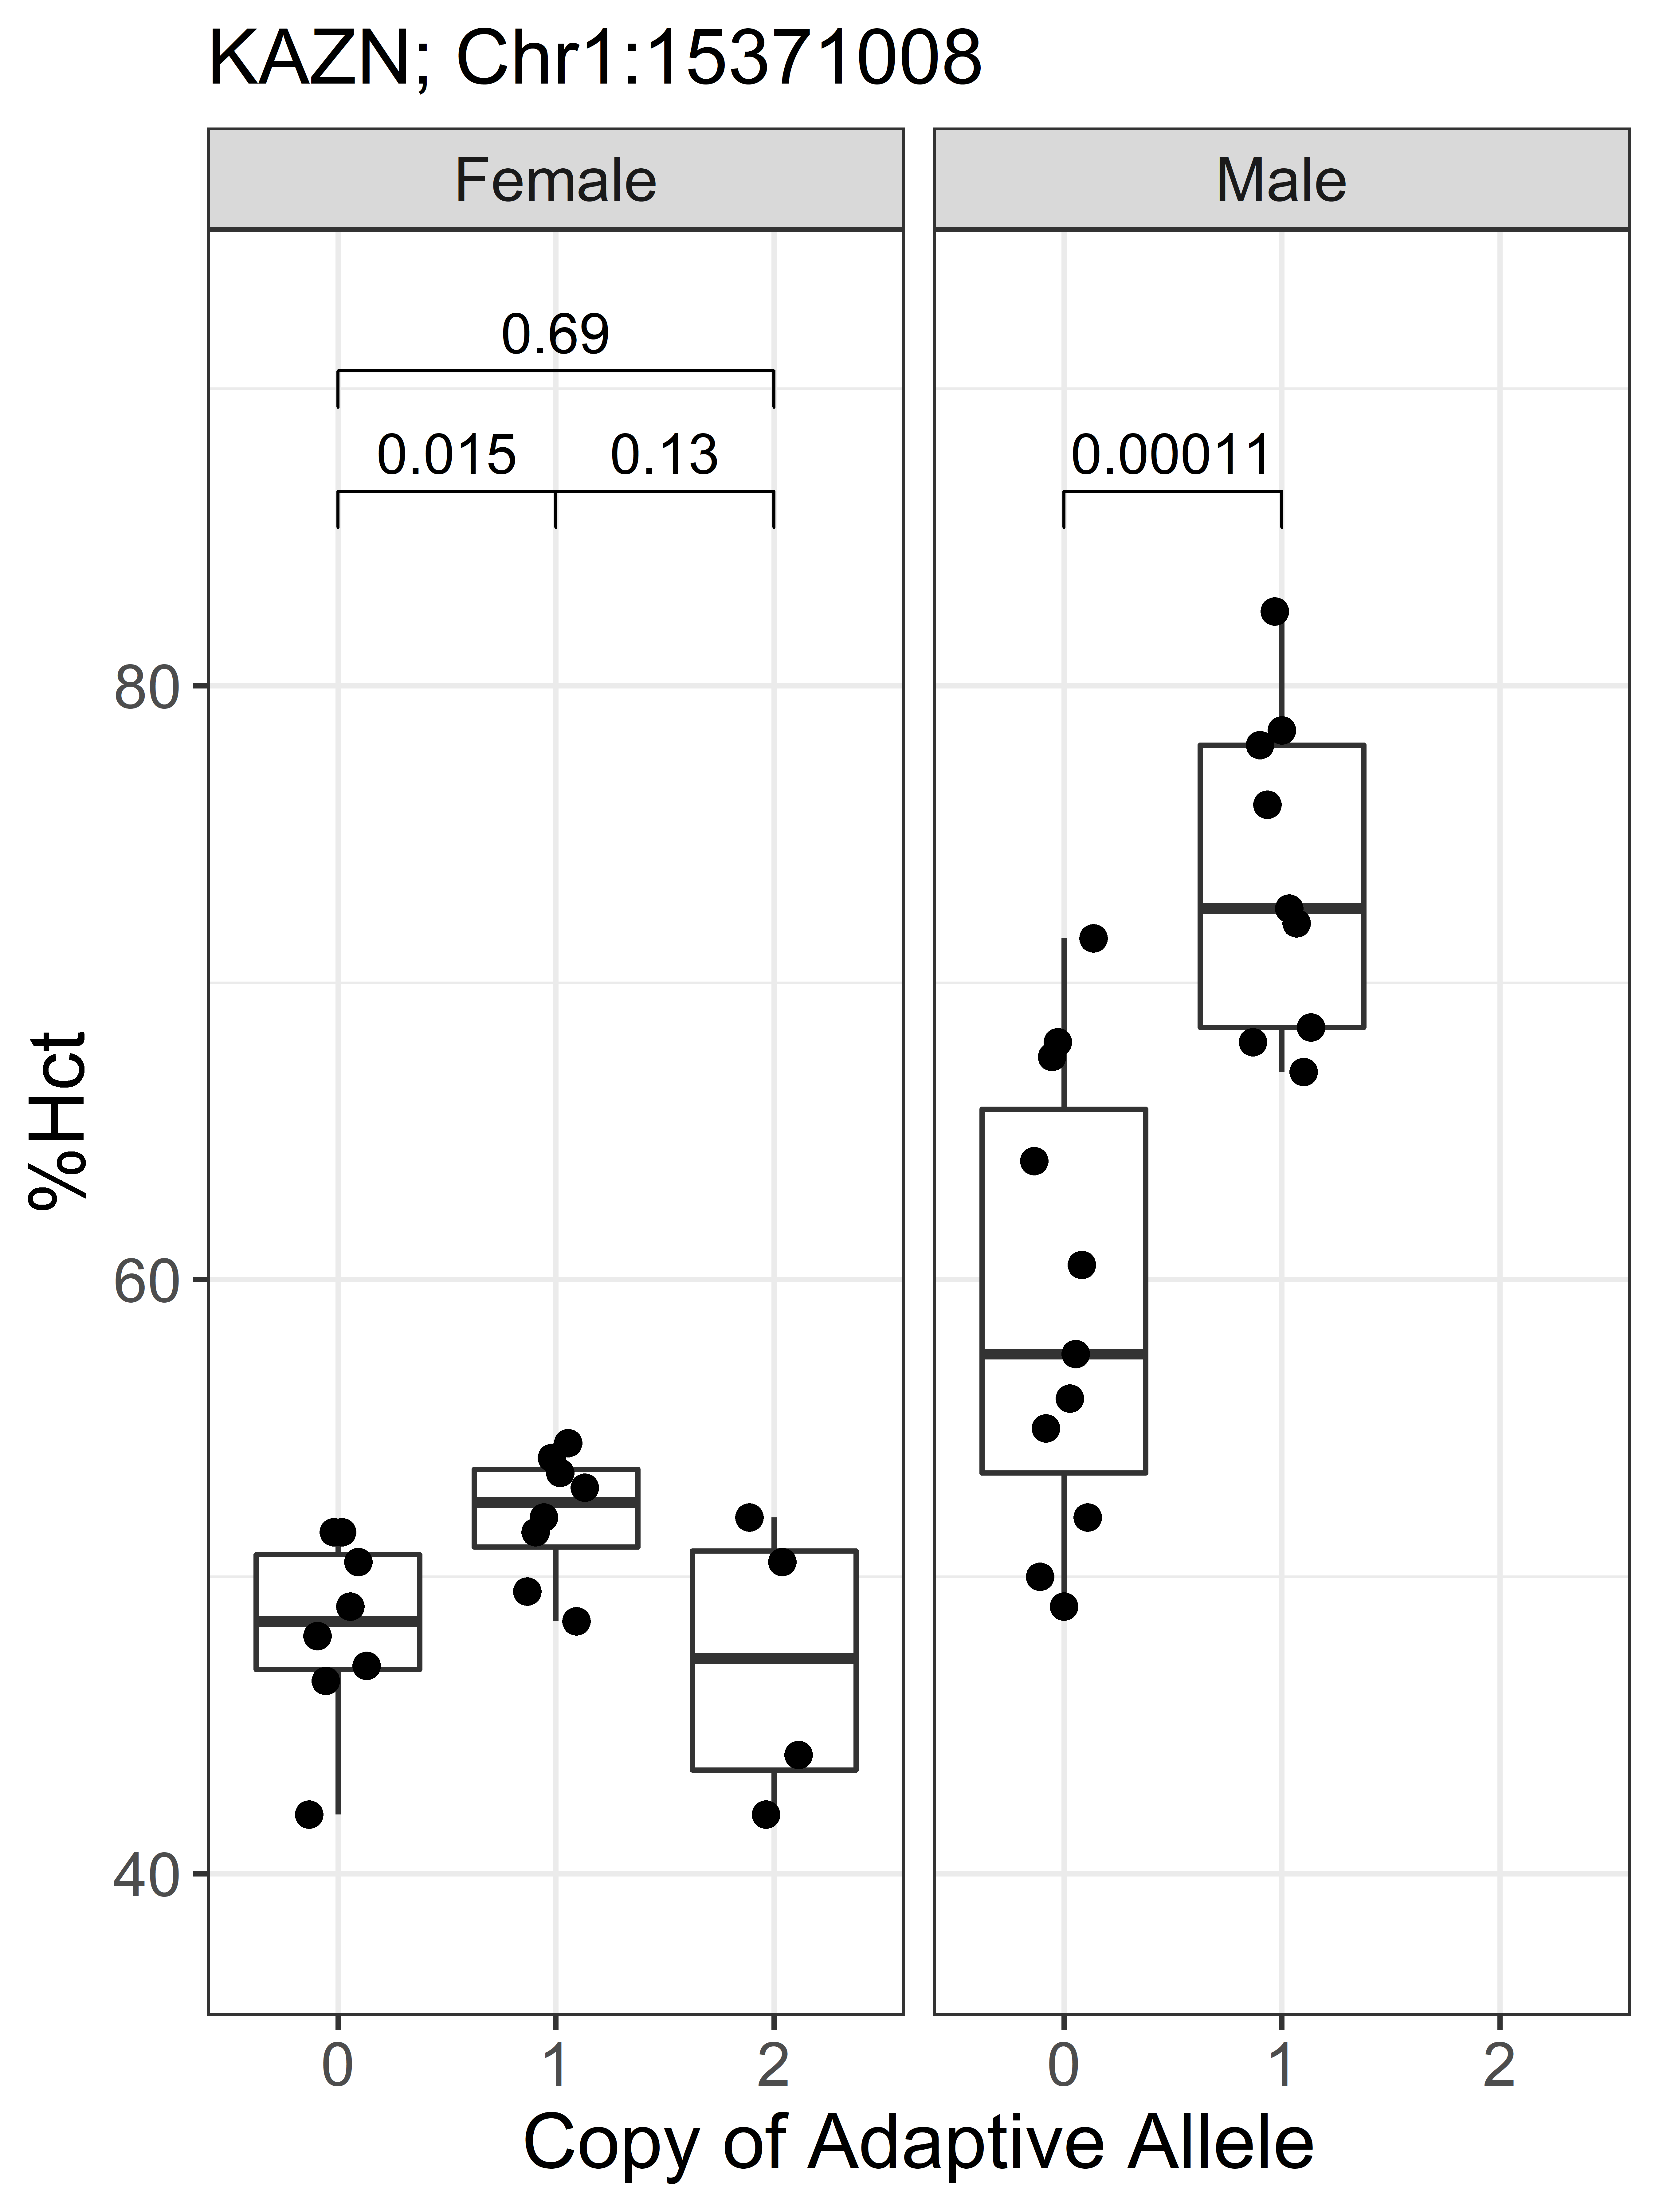 KAZN; Chr1:15371008
Female
Male
0.69
0.015
0.13
0.00011
%Hct
80
60
40
0
1
2
0
1
2
Copy of Adaptive Allele